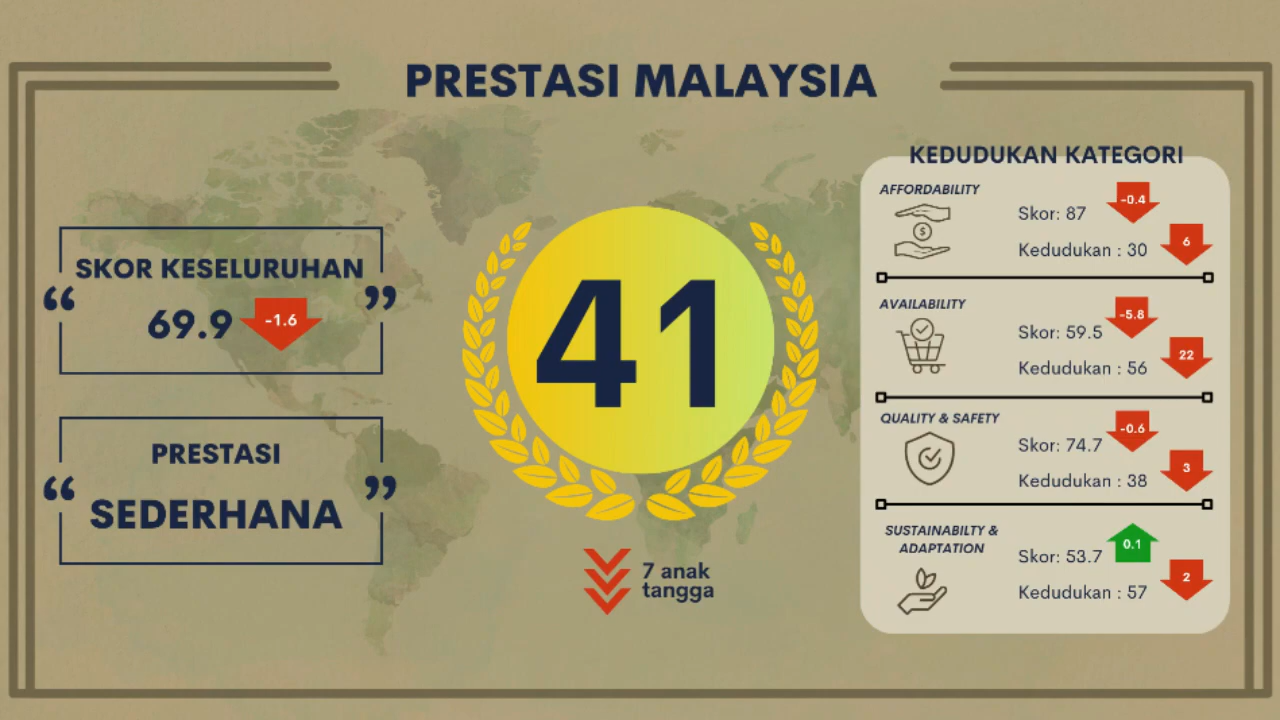 PRESTASI MALAYSIA
SKOR KESELURUHAN
“ 69.9 -1.6 ”
PRESTASI
“ SEDERHANA ”
41
7 anak
tangga
KEDUDUKAN KATEGORI
AFFORDABILITY
$
Skor: 87 -0.4
Kedudukan : 30 6
AVAILABILITY
Skor: 59.5 -5.8
Kedudukan : 56 22
QUALITY & SAFETY
Skor: 74.7 -0.6
Kedudukan : 38 3
SUSTAINABILTY &
ADAPTATION
Skor: 53.7 0.1
Kedudukan : 57 2